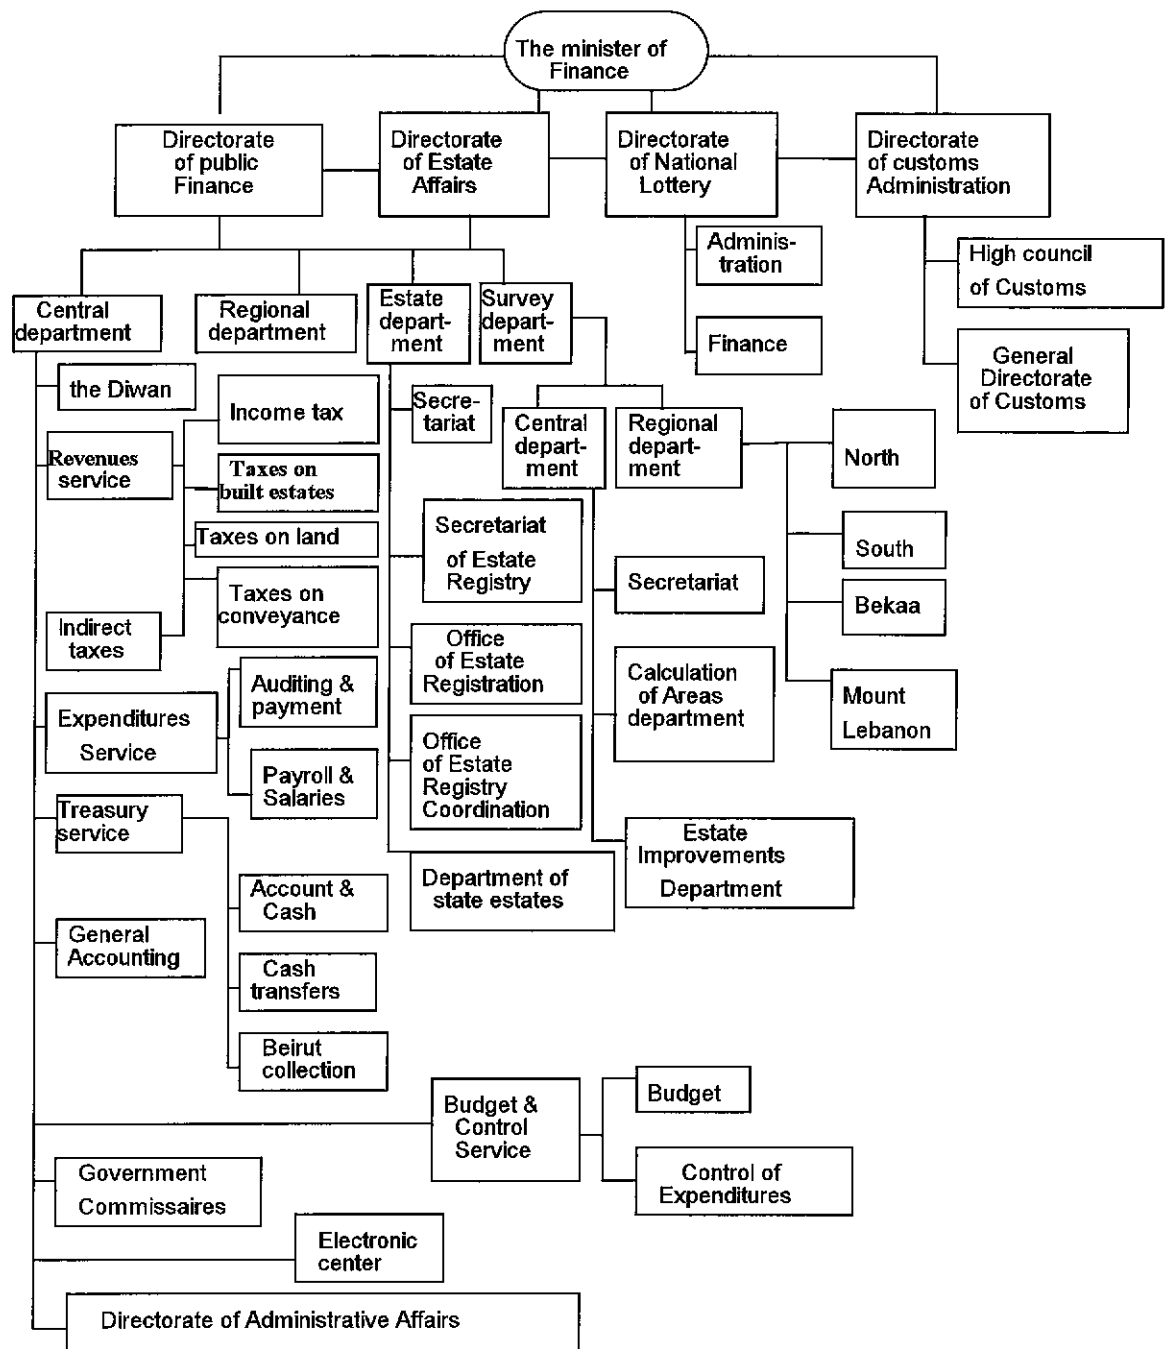 The minister of
Finance
Directorate
of public
Finance
Directorate
of Estate
Affairs
Directorate
of National
Lottery
Directorate
of customs
Administration
Adminis-
tration
Finance
High council
of Customs
General
Directorate
of Customs
Central
department
Regional
department
Estate
depart-
ment
Survey
depart-
ment
the Diwan
Revenues
service
Income tax
Taxes on
built estates
Taxes on land
Taxes on
conveyance
Indirect
taxes
Expenditures
Service
Auditing &
payment
Payroll &
Salaries
Treasury
service
Account &
Cash
Cash
transfers
Beirut
collection
General
Accounting
Secre-
tariat
Secretariat
of Estate
Registry
Office
of Estate
Registration
Office
of Estate
Registry
Coordination
Department of
state estates
Central
depart-
ment
Regional
depart-
ment
Secretariat
Calculation
of Areas
department
Estate
Improvements
Department
North
South
Bekaa
Mount
Lebanon
Budget &
Control
Service
Budget
Control of
Expenditures
Government
Commissaires
Electronic
center
Directorate of Administrative Affairs